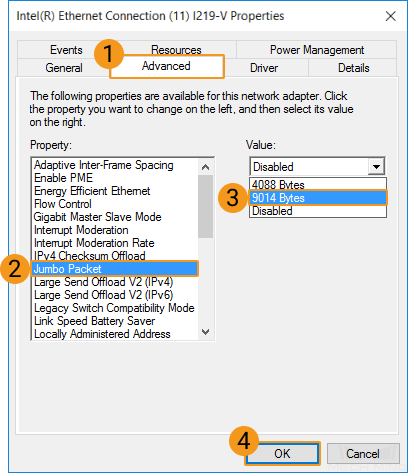 Intel(R) Ethernet Connection (11) I219-V Properties
Events Resources Power Management
General Advanced Driver Details
1
The following properties are available for this network adapter. Click
the property you want to change on the left, and then select its value
on the right.
Property: Value:
Adaptive Inter-Frame Spacing
Enable PME
Energy Efficient Ethernet
Flow Control
Gigabit Master Slave Mode
Interrupt Moderation
Interrupt Moderation Rate
IPv4 Checksum Offload
2 Jumbo Packet
Large Send Offload V2 (IPv4)
Large Send Offload V2 (IPv6)
Legacy Switch Compatibility Mode
Link Speed Battery Saver
Locally Administered Address
Disabled
4088 Bytes
3 9014 Bytes
Disabled
4
OK Cancel